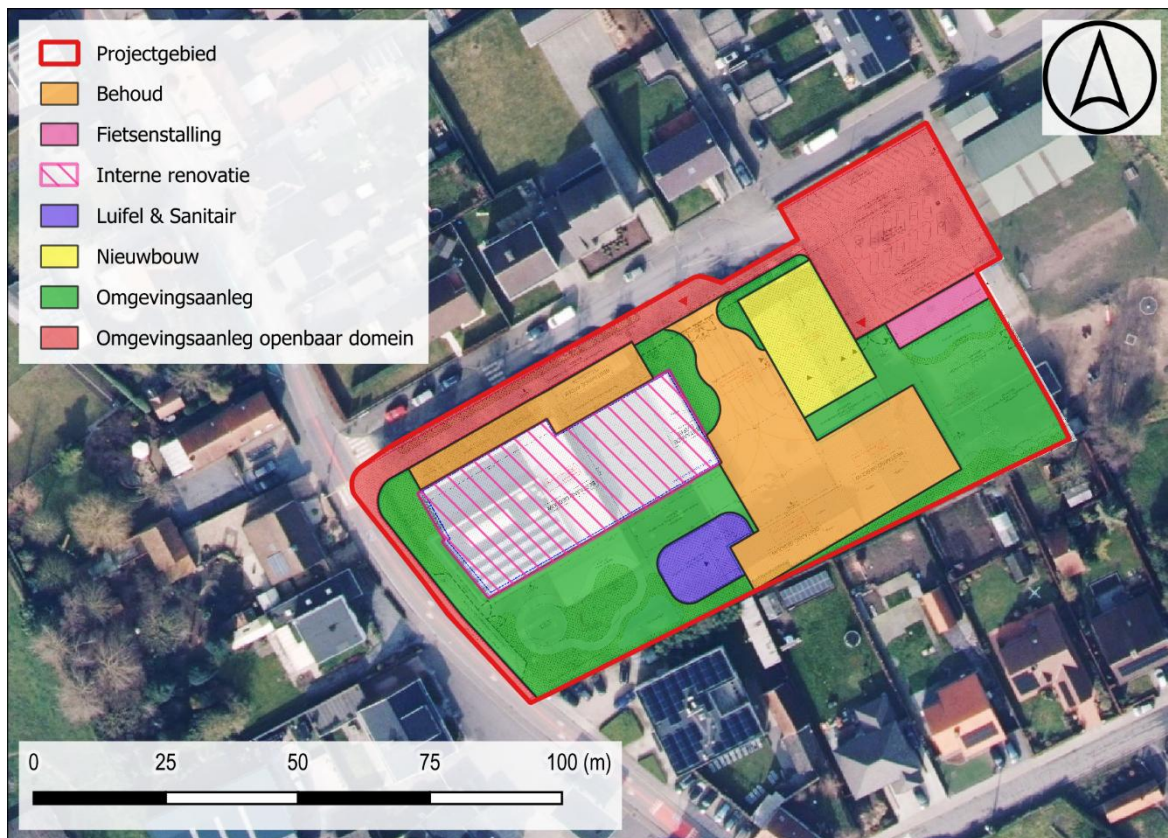 Projectgebied
Behoud
Fietsenstalling
Interne renovatie
Luifel & Sanitair
Nieuwbouw
Omgevingsaanleg
Omgevingsaanleg openbaar domein
0 25 50 75 100 (m)